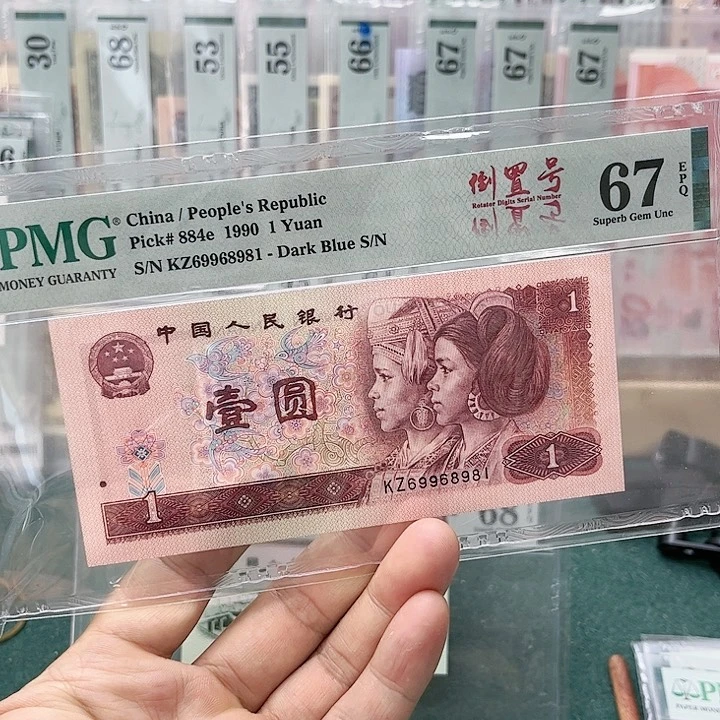 30
68
53
55
66
67
67
67
PMG®
MONEY GUARANTY
China / People's Republic
Pick# 884e 1990 1 Yuan
S/N KZ69968981 - Dark Blue S/N
倒置号
Rotator Digits Serial Number
67
EPQ
Superb Gem Unc
中国人民银行
1
壹圆
1
1
KZ69968981
68